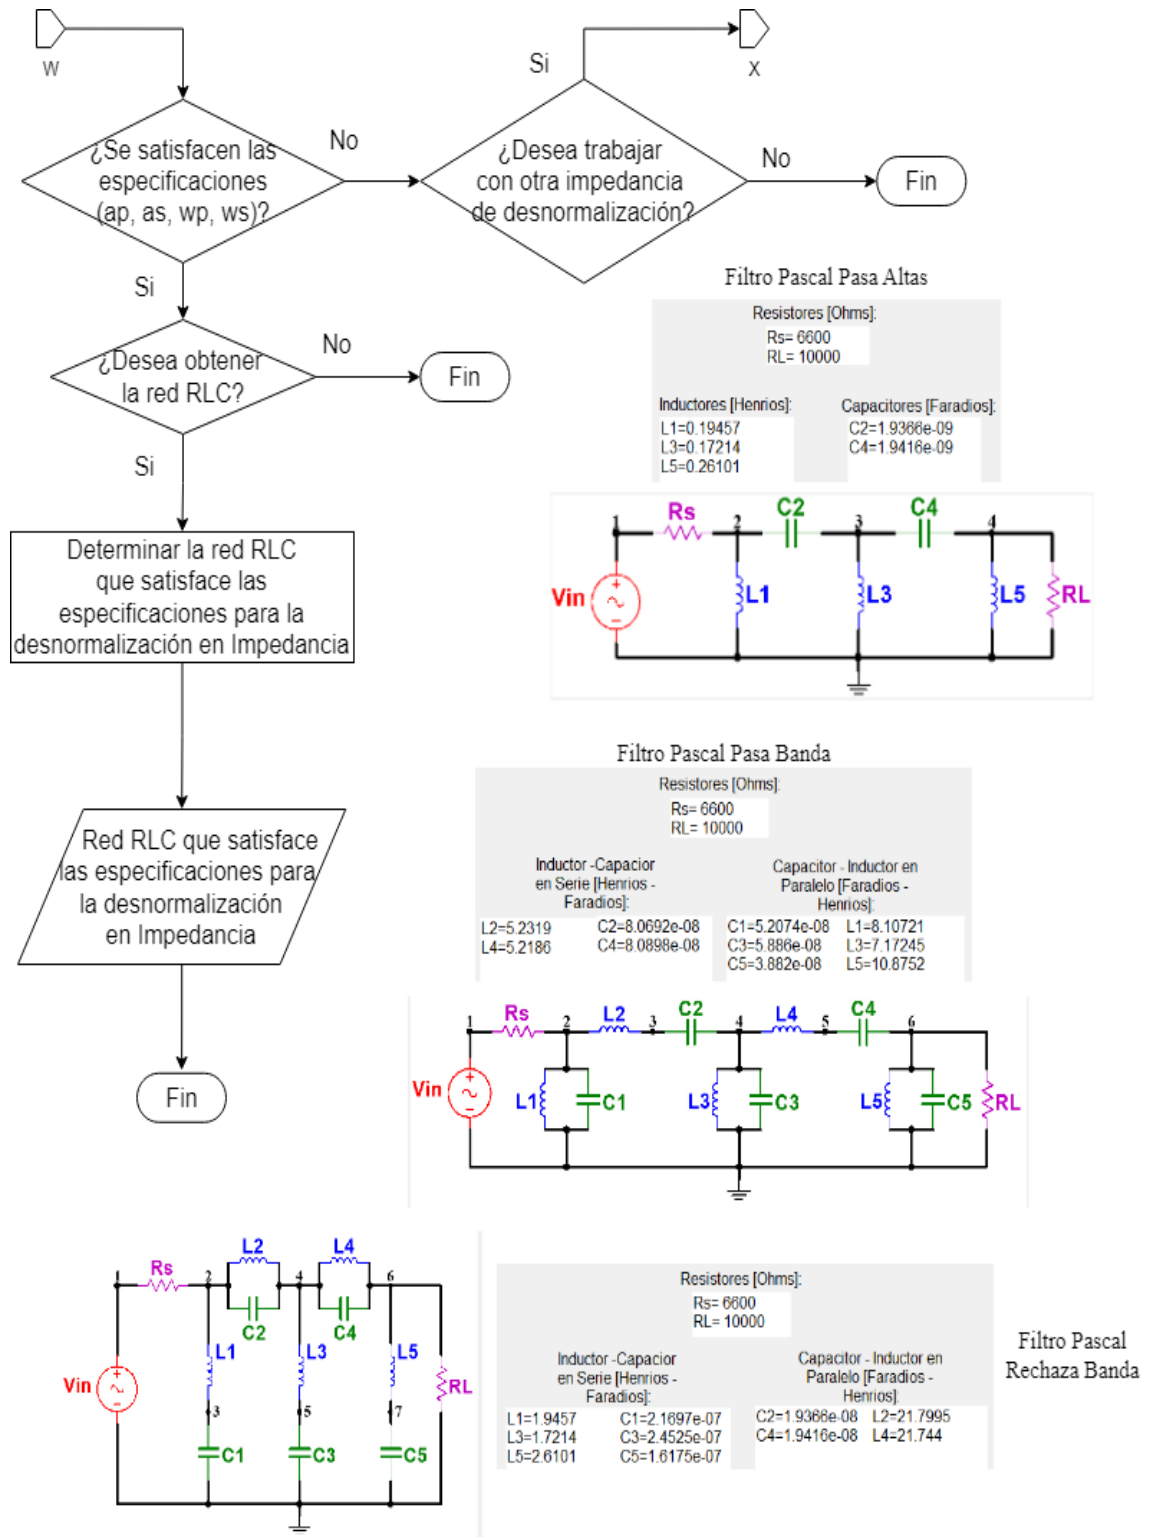 W
X
Si
¿Se satisfacen las
especificaciones
(ap, as, wp, ws)?
No
¿Desea trabajar
con otra impedancia
de desnormalización?
No
Fin
Si
¿Desea obtener
la red RLC?
No
Fin
Si
Determinar la red RLC
que satisface las
especificaciones para la
desnormalización en Impedancia
Red RLC que satisface
las especificaciones para
la desnormalización
en Impedancia
Fin
Filtro Pascal Pasa Altas
Resistores [Ohms]:
Rs= 6600
RL= 10000
Inductores [Henrios]:
L1=0.19457
L3=0.17214
L5=0.26101
Capacitores [Faradios]:
C2=1.9366e-09
C4=1.9416e-09
1 Rs 2 C2 3 C4 4
Vin L1 L3 L5 RL
Filtro Pascal Pasa Banda
Resistores [Ohms]:
Rs= 6600
RL= 10000
Inductor -Capacior
en Serie [Henrios -
Faradios]:
L2=5.2319 C2=8.0692e-08
L4=5.2186 C4=8.0898e-08
Capacitor - Inductor en
Paralelo [Faradios -
Henrios]:
C1=5.2074e-08 L1=8.10721
C3=5.886e-08 L3=7.17245
C5=3.882e-08 L5=10.8752
1 Rs 2 L2 3 C2 4 L4 5 C4 6
Vin L1 C1 L3 C3 L5 C5 RL
L2 L4
1 Rs 2 4 6
C2 C4
L1 L3 L5
Vin RL
3 5 7
C1 C3 C5
Resistores [Ohms]:
Rs= 6600
RL= 10000
Inductor -Capacior
en Serie [Henrios -
Faradios]:
L1=1.9457 C1=2.1697e-07
L3=1.7214 C3=2.4525e-07
L5=2.6101 C5=1.6175e-07
Capacitor - Inductor en
Paralelo [Faradios -
Henrios]:
C2=1.9366e-08 L2=21.7995
C4=1.9416e-08 L4=21.744
Filtro Pascal
Rechaza Banda